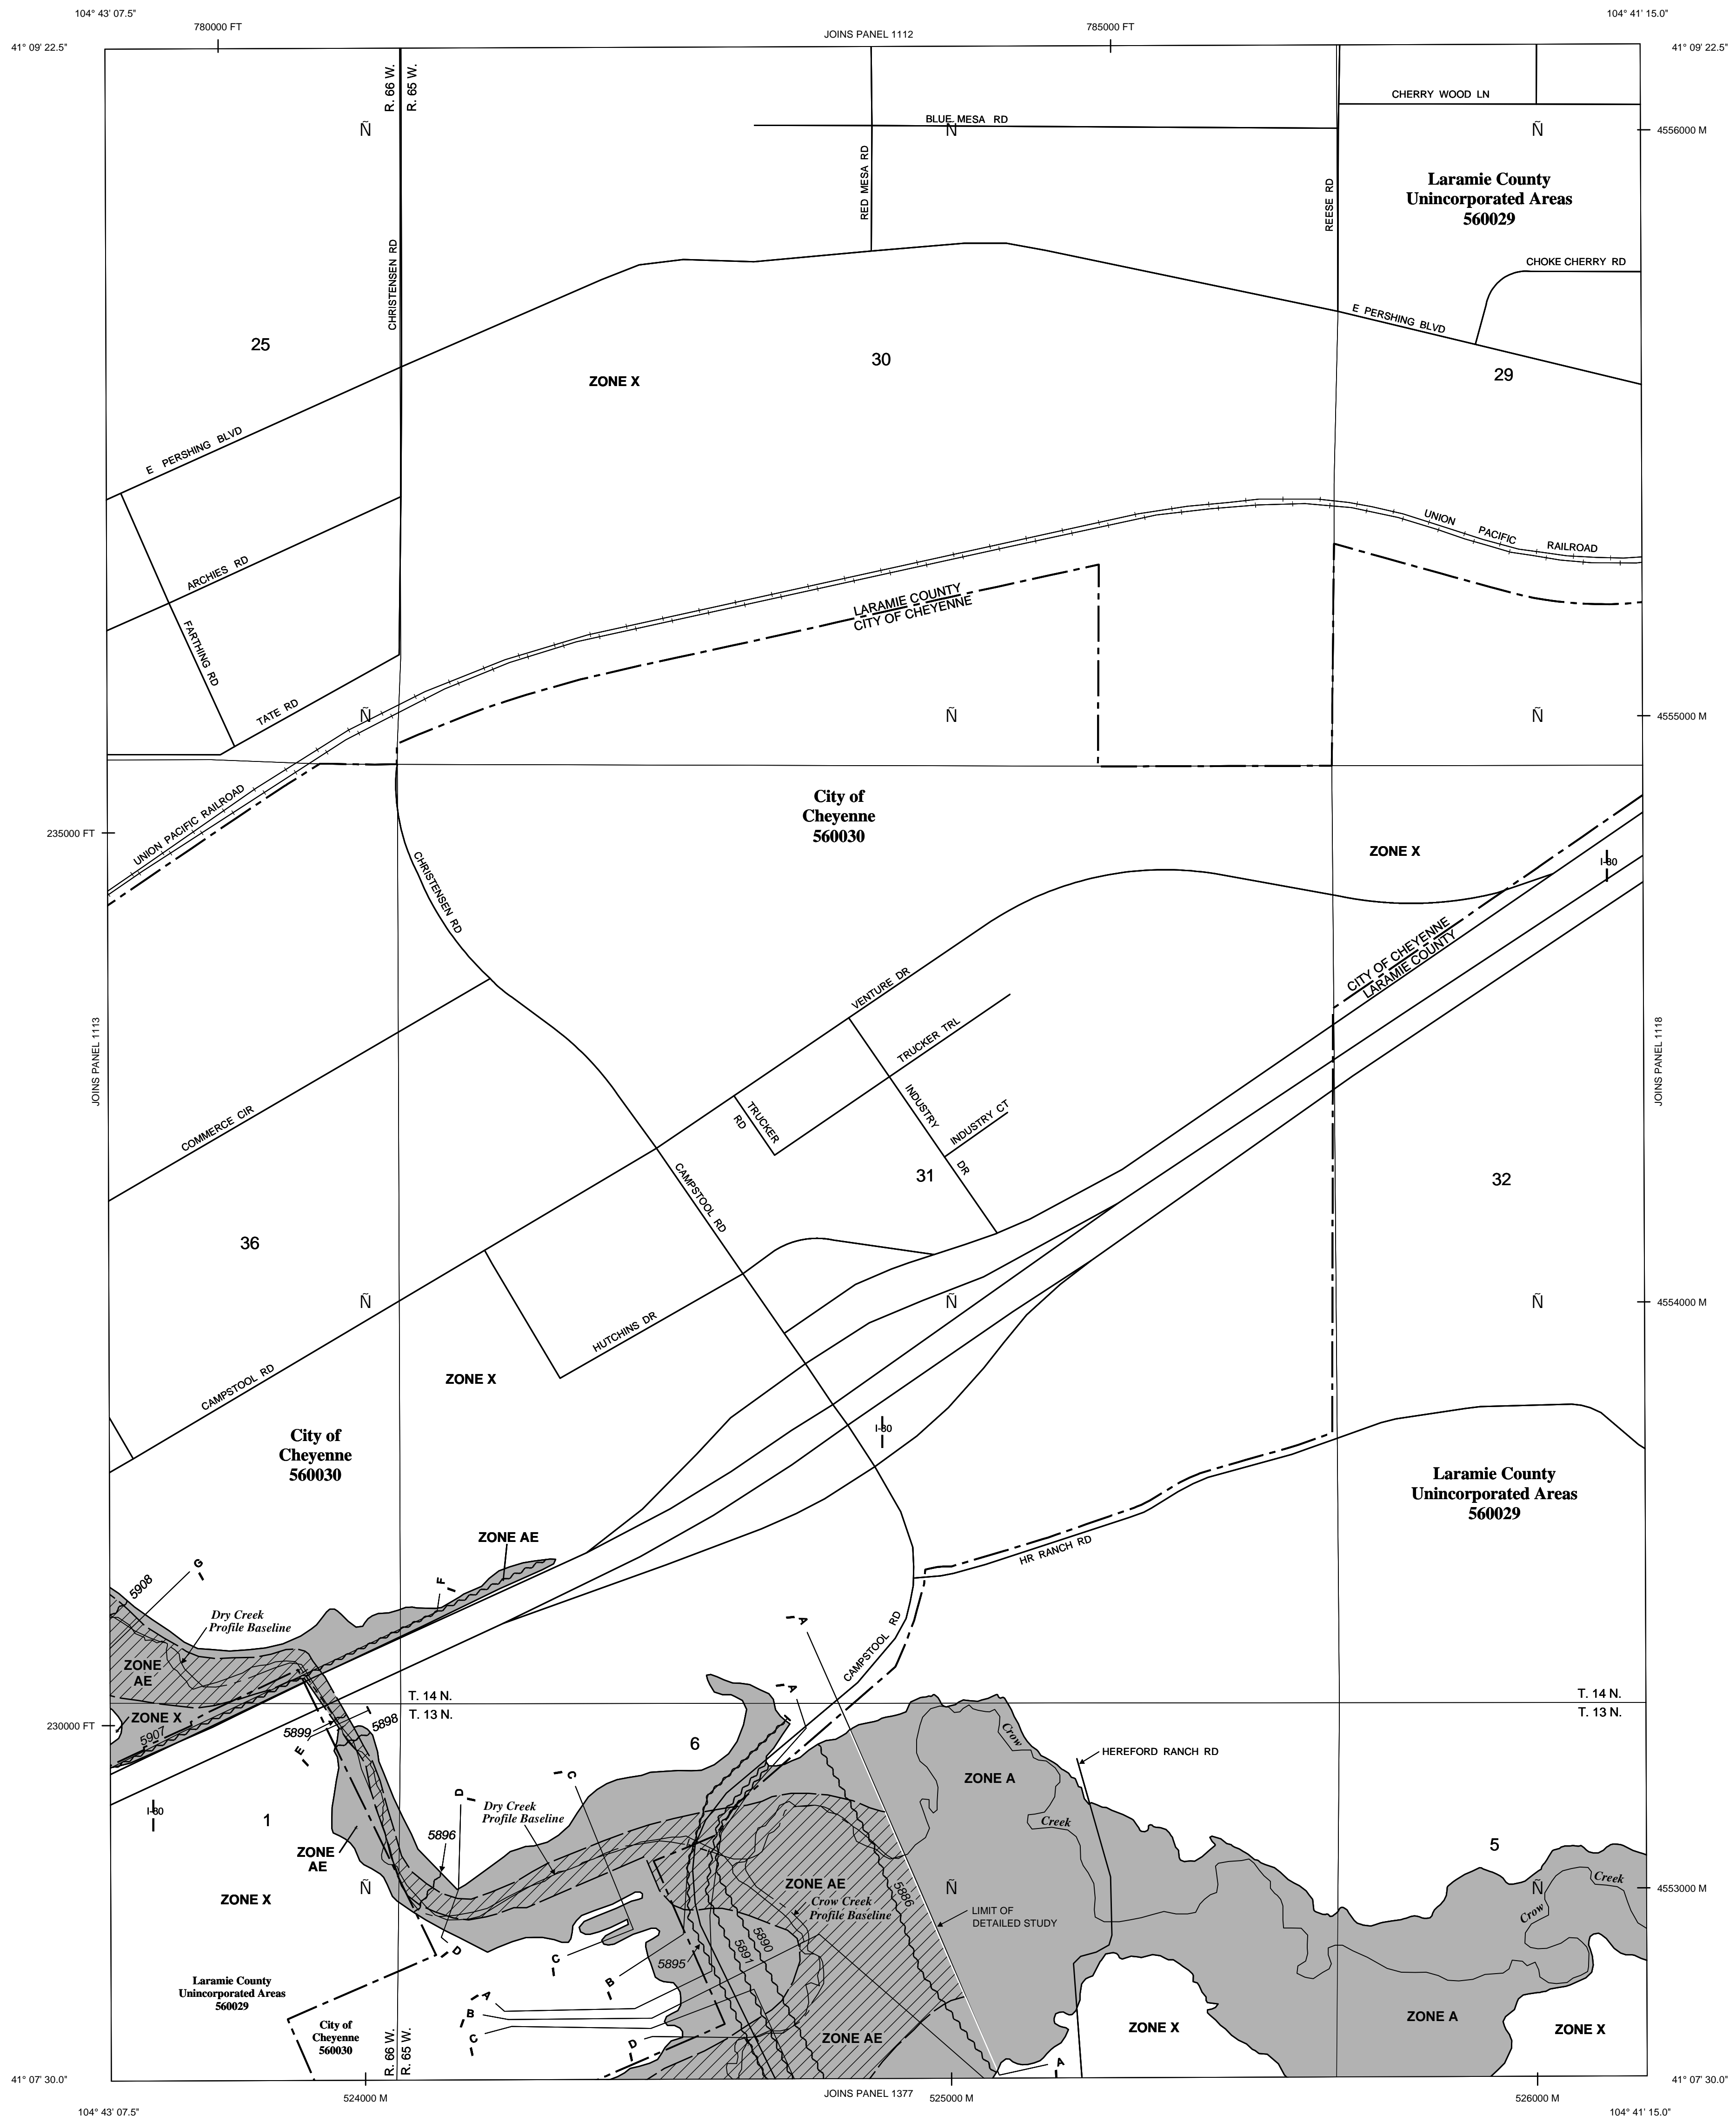 104° 43' 07.5"
104° 41' 15.0"
780000 FT
785000 FT
JOINS PANEL 1112
41° 09' 22.5"
41° 09' 22.5"
R. 66 W.
R. 65 W.
CHERRY WOOD LN
BLUE MESA RD
Ñ
Ñ
Ñ
4556000 M
RED MESA RD
REESE RD
Laramie County
Unincorporated Areas
560029
CHRISTENSEN RD
CHOKE CHERRY RD
E PERSHING BLVD
25
30
29
ZONE X
E PERSHING BLVD
UNION PACIFIC RAILROAD
ARCHIES RD
LARAMIE COUNTY
CITY OF CHEYENNE
FARTHING RD
TATE RD
Ñ
Ñ
Ñ
4555000 M
UNION PACIFIC RAILROAD
City of
Cheyenne
560030
235000 FT
ZONE X
I-80
CHRISTENSEN RD
CITY OF CHEYENNE
LARAMIE COUNTY
VENTURE DR
TRUCKER TRL
JOINS PANEL 1113
JOINS PANEL 1118
COMMERCE CIR
TRUCKER
RD
INDUSTRY
DR
INDUSTRY CT
31
32
CAMPSTOOL RD
36
Ñ
Ñ
Ñ
4554000 M
HUTCHINS DR
CAMPSTOOL RD
ZONE X
I-80
City of
Cheyenne
560030
Laramie County
Unincorporated Areas
560029
ZONE AE
HR RANCH RD
5908
G
F
Dry Creek
Profile Baseline
A
CAMPSTOOL RD
ZONE
AE
A
T. 14 N.
T. 13 N.
T. 14 N.
T. 13 N.
ZONE X
5907
5899
5898
230000 FT
E
6
Crow
Creek
HEREFORD RANCH RD
ZONE A
I-80
1
D
C
Dry Creek
Profile Baseline
5896
5
ZONE
AE
ZONE X
Ñ
ZONE AE
Crow Creek
Profile Baseline
5886
Ñ
LIMIT OF
DETAILED STUDY
Ñ
4553000 M
Creek
Crow
D
C
B
5895
5891
5890
Laramie County
Unincorporated Areas
560029
A
B
C
D
City of
Cheyenne
560030
ZONE AE
ZONE X
ZONE A
ZONE X
R. 66 W.
R. 65 W.
A
41° 07' 30.0"
41° 07' 30.0"
524000 M
JOINS PANEL 1377
525000 M
526000 M
104° 43' 07.5"
104° 41' 15.0"